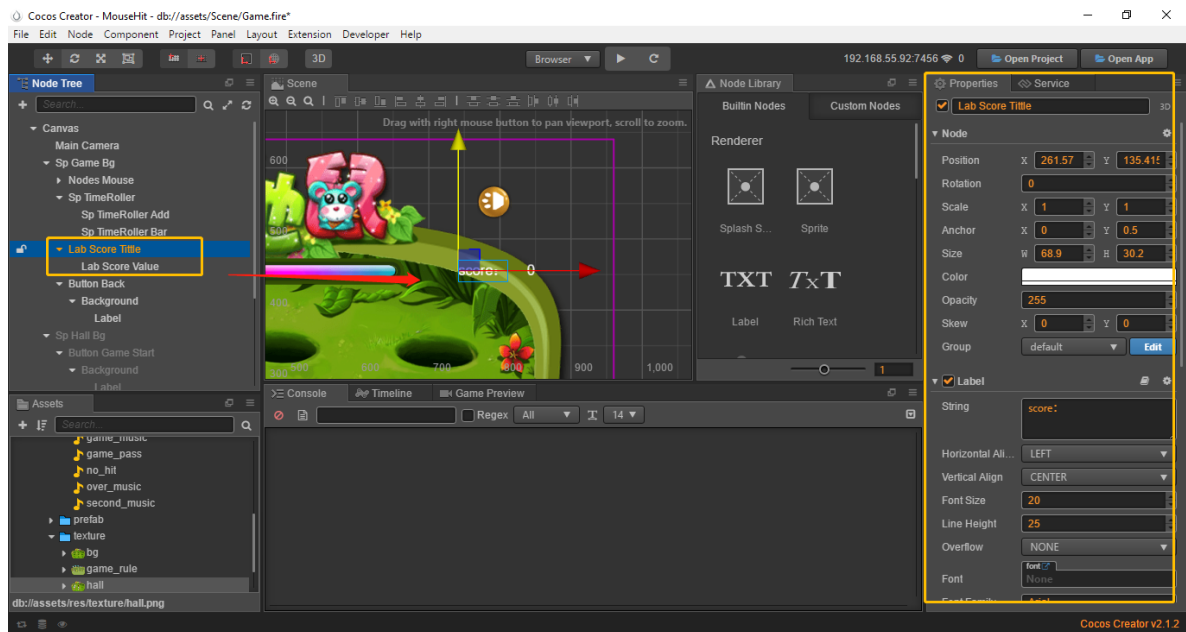 Cocos Creator - MouseHit - db://assets/Scene/Game.fire*
File Edit Node Component Project Panel Layout Extension Developer Help
3D Browser 192.168.55.92:7456 0 Open Project Open App
Node Tree
Search...
Canvas
Main Camera
Sp Game Bg
Nodes Mouse
Sp TimeRoller
Sp TimeRoller Add
Sp TimeRoller Bar
Lab Score Tittle
Lab Score Value
Button Back
Background
Label
Sp Hall Bg
Button Game Start
Background
Label
Scene
Drag with right mouse button to pan viewport, scroll to zoom.
600
500
400
300
500 600 700 800 900 1,000
score: 0
Node Library
Builtin Nodes Custom Nodes
Renderer
Splash S... Sprite
TXT TxT
Label Rich Text
1
Properties Service
Lab Score Tittle 3D
Node
Position X 261.57 Y 135.415
Rotation 0
Scale X 1 Y 1
Anchor X 0 Y 0.5
Size W 68.9 H 30.2
Color
Opacity 255
Skew X 0 Y 0
Group default Edit
Label
String score:
Horizontal Ali... LEFT
Vertical Align CENTER
Font Size 20
Line Height 25
Overflow NONE
font
Font None
Font Family Arial
Assets
Search...
game_music
game_pass
no_hit
over_music
second_music
prefab
texture
bg
game_rule
hall
db://assets/res/texture/hall.png
Console Timeline Game Preview
Regex All 14
Cocos Creator v2.1.2